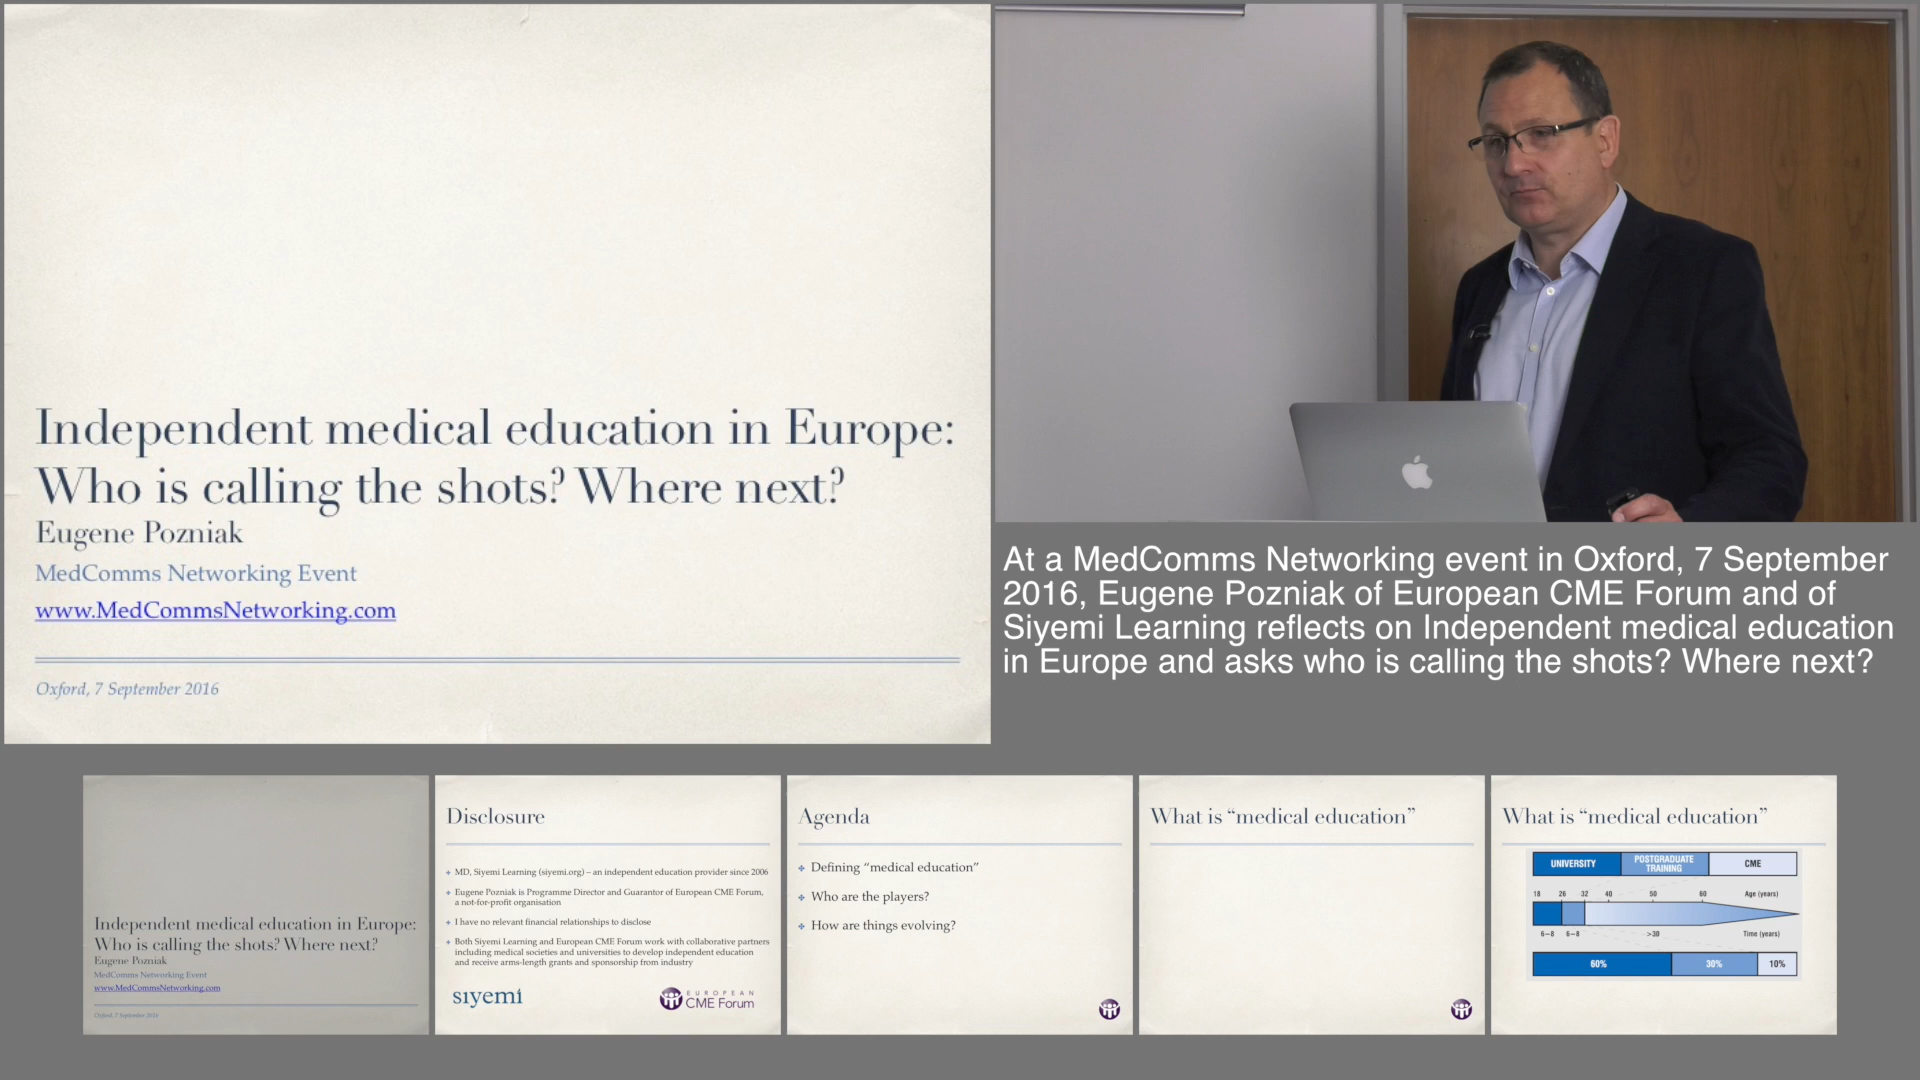 Independent medical education in Europe:
Who is calling the shots? Where next?
Eugene Pozniak
MedComms Networking Event
www.MedCommsNetworking.com
Oxford, 7 September 2016
At a MedComms Networking event in Oxford, 7 September
2016, Eugene Pozniak of European CME Forum and of
Siyemi Learning reflects on Independent medical education
in Europe and asks who is calling the shots? Where next?
Independent medical education in Europe:
Who is calling the shots? Where next?
Eugene Pozniak
MedComms Networking Event
www.MedCommsNetworking.com
Oxford, 7 September 2016
Disclosure
MD, Siyemi Learning (siyemi.org) – an independent education provider since 2006
Eugene Pozniak is Programme Director and Guarantor of European CME Forum,
a not-for-profit organisation
I have no relevant financial relationships to disclose
Both Siyemi Learning and European CME Forum work with collaborative partners
including medical societies and universities to develop independent education
and receive arms-length grants and sponsorship from industry
siyemi
EUROPEAN
CME Forum
Agenda
Defining “medical education”
Who are the players?
How are things evolving?
What is “medical education”
What is “medical education”
UNIVERSITY
POSTGRADUATE
TRAINING
CME
18 26 32 40 50 60 Age (years)
6–8 6–8 >30 Time (years)
60% 30% 10%